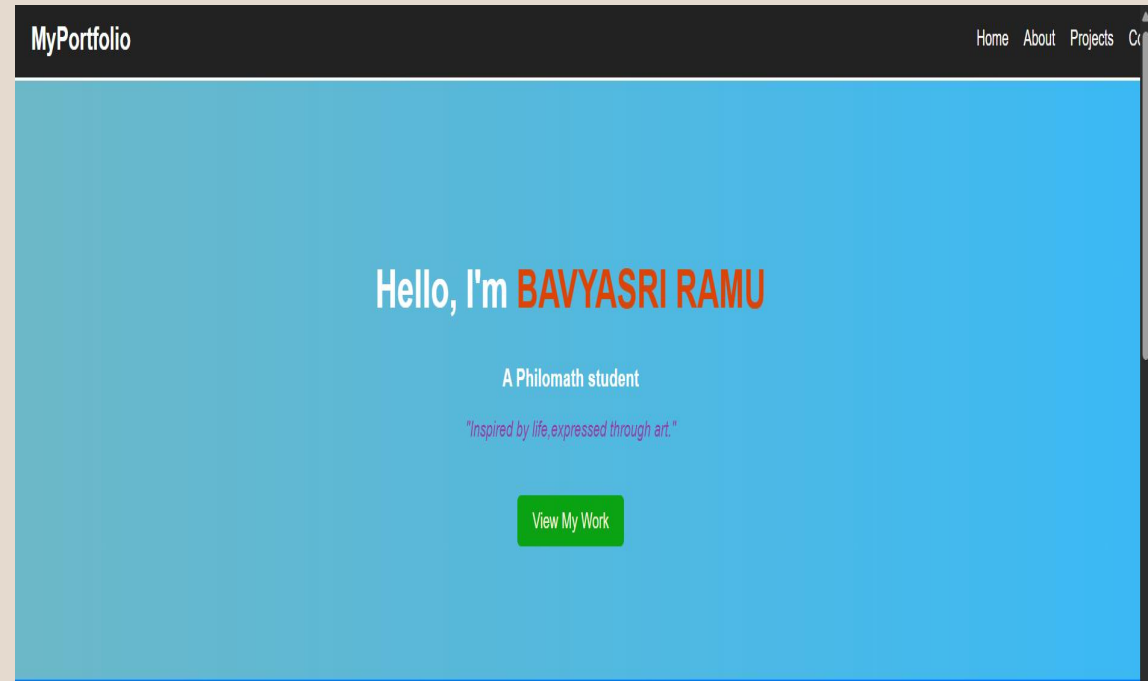 MyPortfolio
Home About Projects
Hello, I'm BAVYASRI RAMU
A Philomath student
"Inspired by life,expressed through art."
View My Work